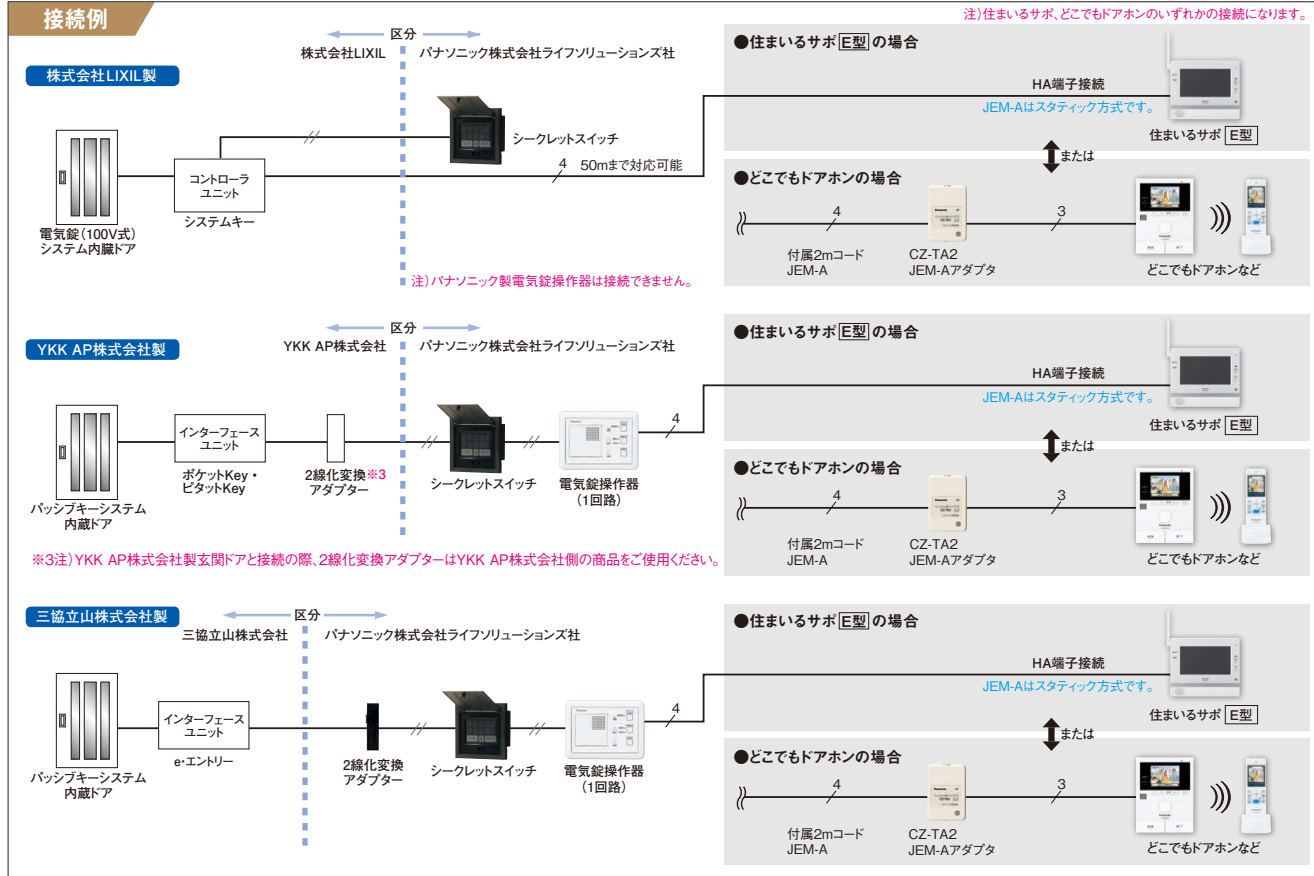 接続例
注)住まいるサポ、どこでもドアホンのいずれかの接続になります。
区分
株式会社LIXIL
パナソニック株式会社ライフソリューションズ社
株式会社LIXIL製
シークレットスイッチ
4 50mまで対応可能
コントローラ
ユニット
システムキー
電気錠(100V式)
システム内臓ドア
注)パナソニック製電気錠操作器は接続できません。
●住まいるサポE型の場合
HA端子接続
JEM-Aはスタティック方式です。
住まいるサポ E型
または
●どこでもドアホンの場合
4
3
付属2mコード
JEM-A
CZ-TA2
JEM-Aアダプタ
どこでもドアホンなど
区分
YKK AP株式会社
パナソニック株式会社ライフソリューションズ社
YKK AP株式会社製
インターフェース
ユニット
ポケットKey・
ピタットKey
2線化変換※3
アダプター
シークレットスイッチ
電気錠操作器
(1回路)
4
パッシブキーシステム
内蔵ドア
※3注)YKK AP株式会社製玄関ドアと接続の際、2線化変換アダプターはYKK AP株式会社側の商品をご使用ください。
●住まいるサポE型の場合
HA端子接続
JEM-Aはスタティック方式です。
住まいるサポ E型
または
●どこでもドアホンの場合
4
3
付属2mコード
JEM-A
CZ-TA2
JEM-Aアダプタ
どこでもドアホンなど
三協立山株式会社製
区分
三協立山株式会社
パナソニック株式会社ライフソリューションズ社
インターフェース
ユニット
e・エントリー
2線化変換
アダプター
シークレットスイッチ
電気錠操作器
(1回路)
4
パッシブキーシステム
内蔵ドア
●住まいるサポE型の場合
HA端子接続
JEM-Aはスタティック方式です。
住まいるサポ E型
または
●どこでもドアホンの場合
4
3
付属2mコード
JEM-A
CZ-TA2
JEM-Aアダプタ
どこでもドアホンなど